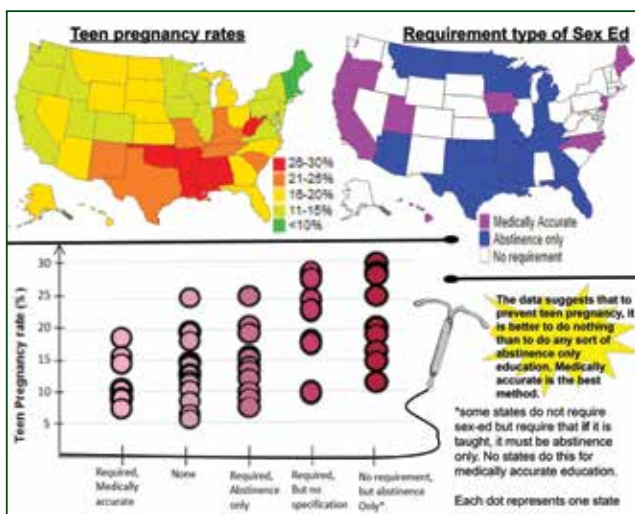 Teen pregnancy rates
26-30%
21-25%
16-20%
11-15%
<10%
Requirement type of Sex Ed
Medically Accurate
Abstinence only
No requirement
Teen Pregnancy rate (%)
30
25
20
15
10
0
Required, Medically
accurate
None
Required,
Abstinence
only
Required,
But no
specification
No requirement,
but abstinence
Only*
The data suggests that to
prevent teen pregnancy, it
is better to do nothing
than to do any sort of
abstinence only
education. Medically
accurate is the best
method.
*some states do not require
sex-ed but require that if it is
taught, it must be abstinence
only. No states do this for
medically accurate education.
Each dot represents one state